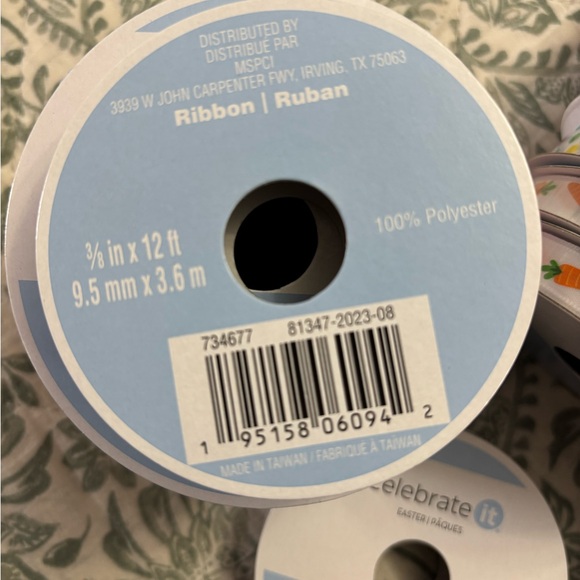 DISTRIBUTED BY
DISTRIBUÉ PAR
MSPCI
3939 W JOHN CARPENTER FWY, IRVING, TX 75063
Ribbon | Ruban
3/8 in x 12 ft
9.5 mm x 3.6 m
100% Polyester
734677 81347-2023-08
1 95158 06094 2
MADE IN TAIWAN / FABRIQUÉ À TAÏWAN
celebrate it
EASTER | PÂQUES